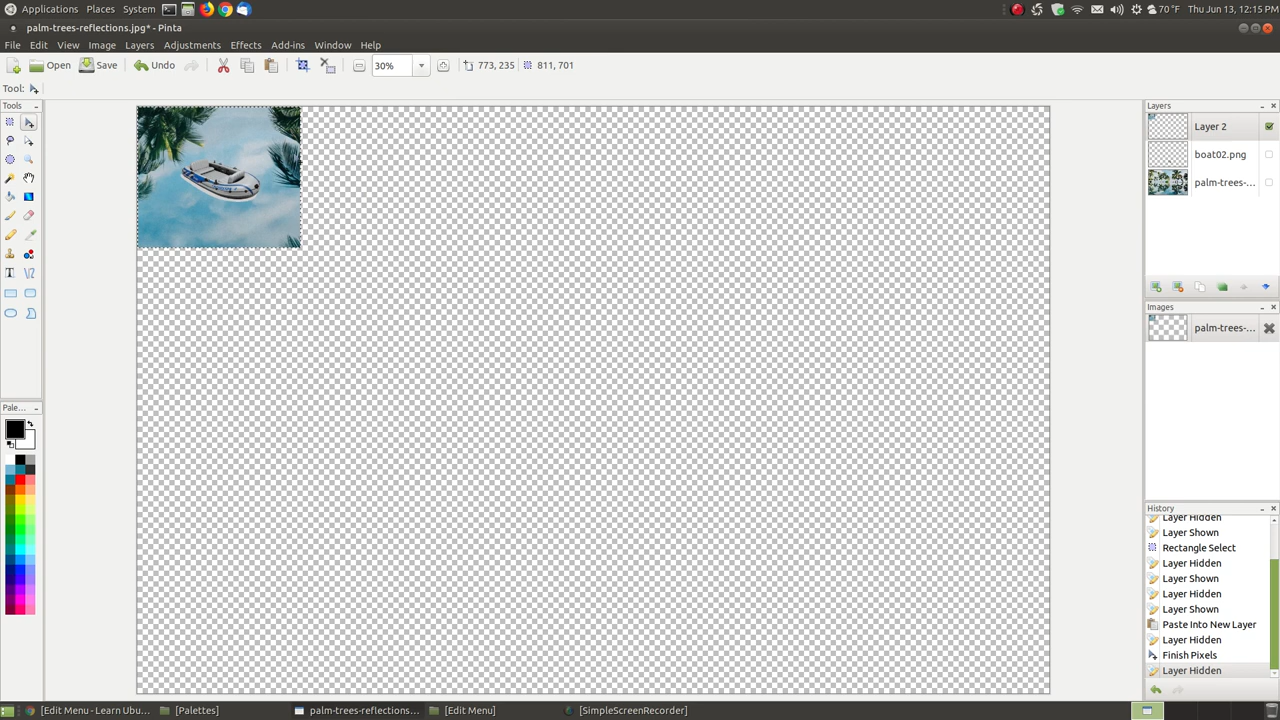 Applications Places System 70 °F Thu Jun 13, 12:15 PM
palm-trees-reflections.jpg* - Pinta
File Edit View Image Layers Adjustments Effects Add-ins Window Help
Open Save Undo 30% 773, 235 811, 701
Tool:
Tools
Layers
Layer 2
boat02.png
palm-trees-...
Images
palm-trees-...
Pale...
History
Layer Hidden
Layer Shown
Rectangle Select
Layer Hidden
Layer Shown
Layer Hidden
Layer Shown
Paste Into New Layer
Layer Hidden
Finish Pixels
Layer Hidden
[Edit Menu - Learn Ubu... [Palettes] palm-trees-reflections... [Edit Menu] [SimpleScreenRecorder]